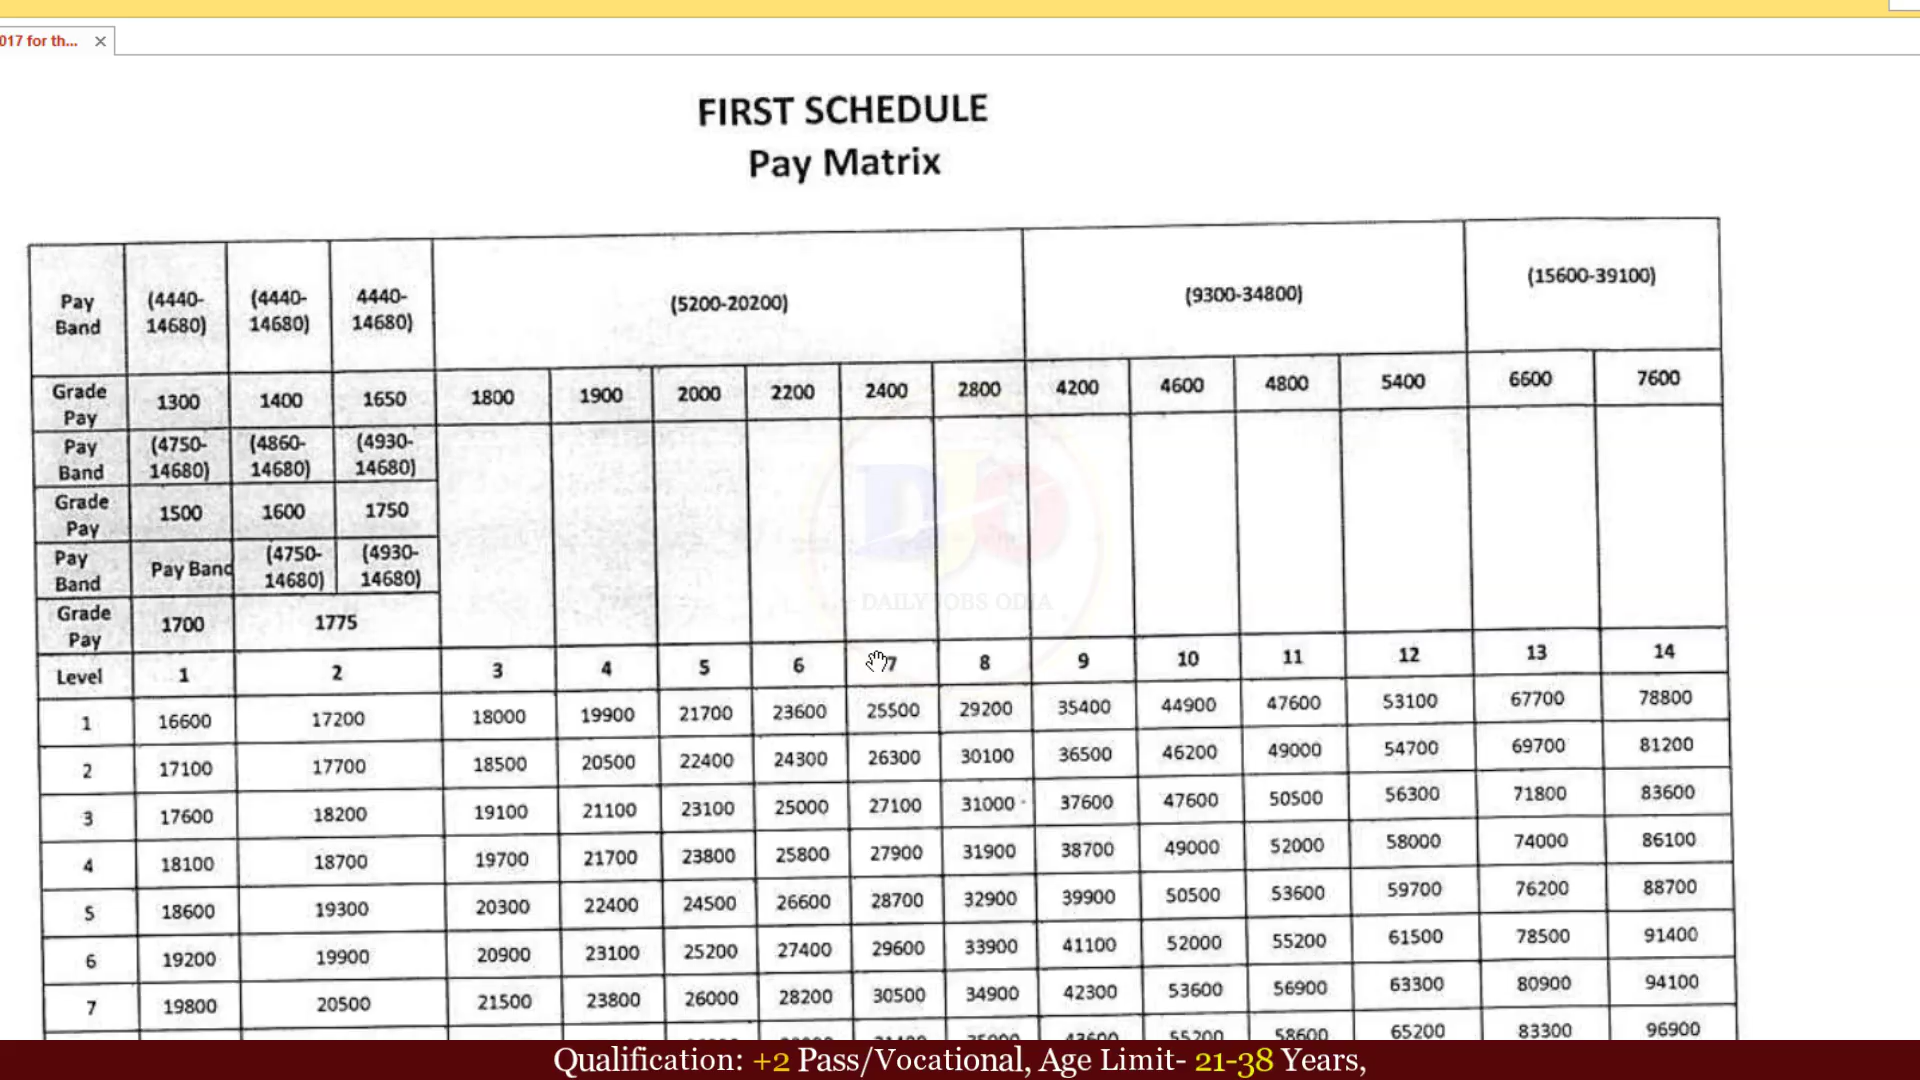 017 for th...
FIRST SCHEDULE
Pay Matrix
Pay Band (4440-14680) (4440-14680) 4440-14680) (5200-20200) (9300-34800) (15600-39100)
Grade Pay 1300 1400 1650 1800 1900 2000 2200 2400 2800 4200 4600 4800 5400 6600 7600
Pay Band (4750-14680) (4860-14680) (4930-14680)
Grade Pay 1500 1600 1750
Pay Band Pay Band (4750-14680) (4930-14680)
Grade Pay 1700 1775
DAILY JOBS ODIA
Level 1 2 3 4 5 6 7 8 9 10 11 12 13 14
1 16600 17200 18000 19900 21700 23600 25500 29200 35400 44900 47600 53100 67700 78800
2 17100 17700 18500 20500 22400 24300 26300 30100 36500 46200 49000 54700 69700 81200
3 17600 18200 19100 21100 23100 25000 27100 31000 37600 47600 50500 56300 71800 83600
4 18100 18700 19700 21700 23800 25800 27900 31900 38700 49000 52000 58000 74000 86100
5 18600 19300 20300 22400 24500 26600 28700 32900 39900 50500 53600 59700 76200 88700
6 19200 19900 20900 23100 25200 27400 29600 33900 41100 52000 55200 61500 78500 91400
7 19800 20500 21500 23800 26000 28200 30500 34900 42300 53600 56900 63300 80900 94100
55200 58600 65200 83300 96900
Qualification: +2 Pass/Vocational, Age Limit- 21-38 Years,